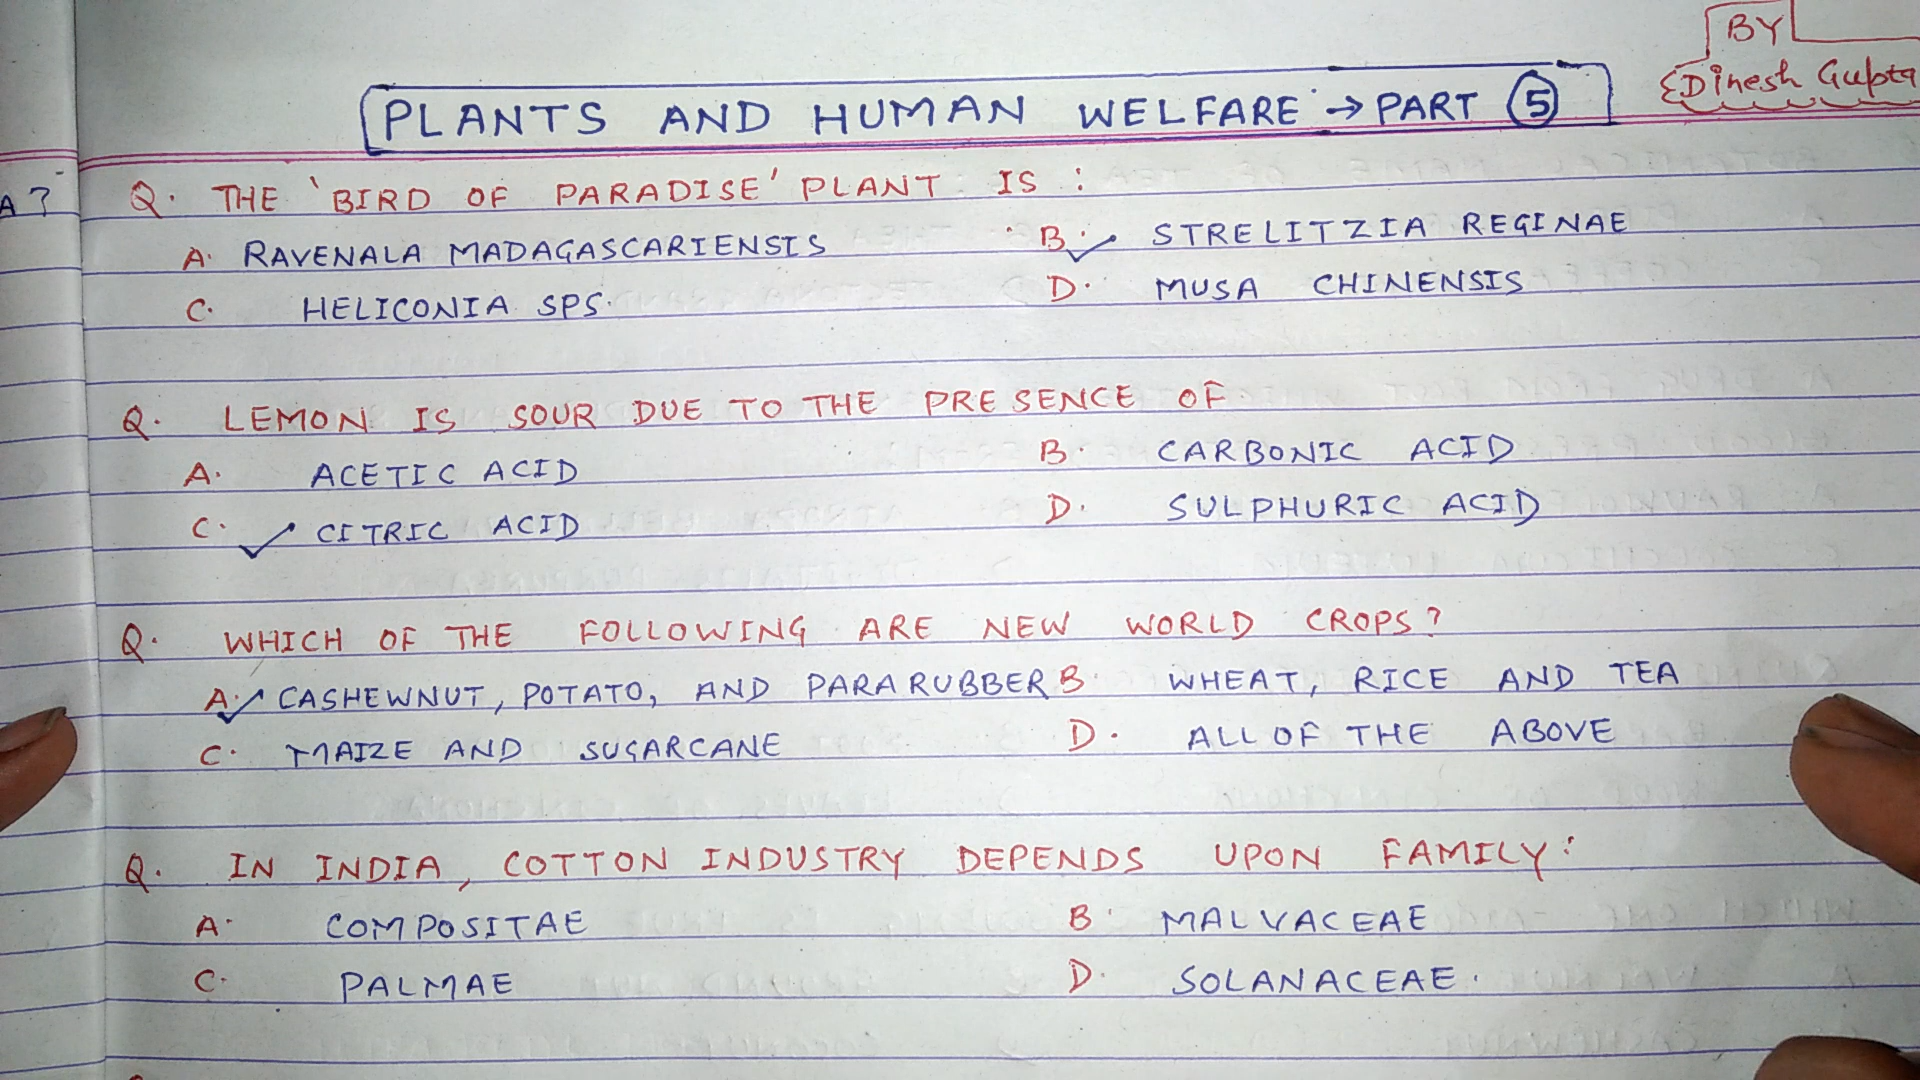 BY
Dinesh Gupta
PLANTS AND HUMAN WELFARE → PART 5
A?
Q. THE 'BIRD OF PARADISE' PLANT IS :
A. RAVENALA MADAGASCARIENSIS B. ✓ STRELITZIA REGINAE
C. HELICONIA SPS. D. MUSA CHINENSIS
Q. LEMON IS SOUR DUE TO THE PRESENCE OF
A. ACETIC ACID B. CARBONIC ACID
C. ✓ CITRIC ACID D. SULPHURIC ACID
Q. WHICH OF THE FOLLOWING ARE NEW WORLD CROPS?
A. ✓ CASHEWNUT, POTATO, AND PARA RUBBER B. WHEAT, RICE AND TEA
C. MAIZE AND SUGARCANE D. ALL OF THE ABOVE
Q. IN INDIA, COTTON INDUSTRY DEPENDS UPON FAMILY:
A. COMPOSITAE B. MALVACEAE
C. PALMAE D. SOLANACEAE.